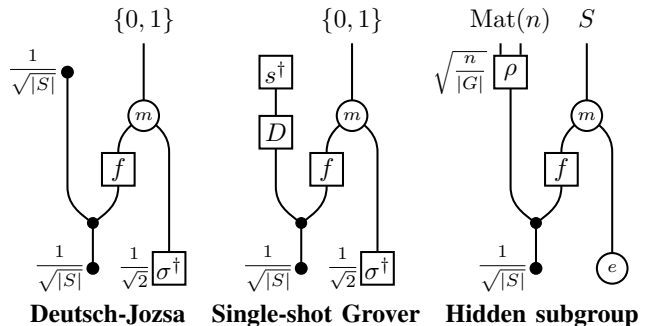 {0, 1} {0, 1} Mat(n) S
1/√|S| s† √n/|G| ρ
m m m
D
f f f
1/√|S| 1/√2 σ† 1/√|S| 1/√2 σ† 1/√|S| e
Deutsch-Jozsa Single-shot Grover Hidden subgroup